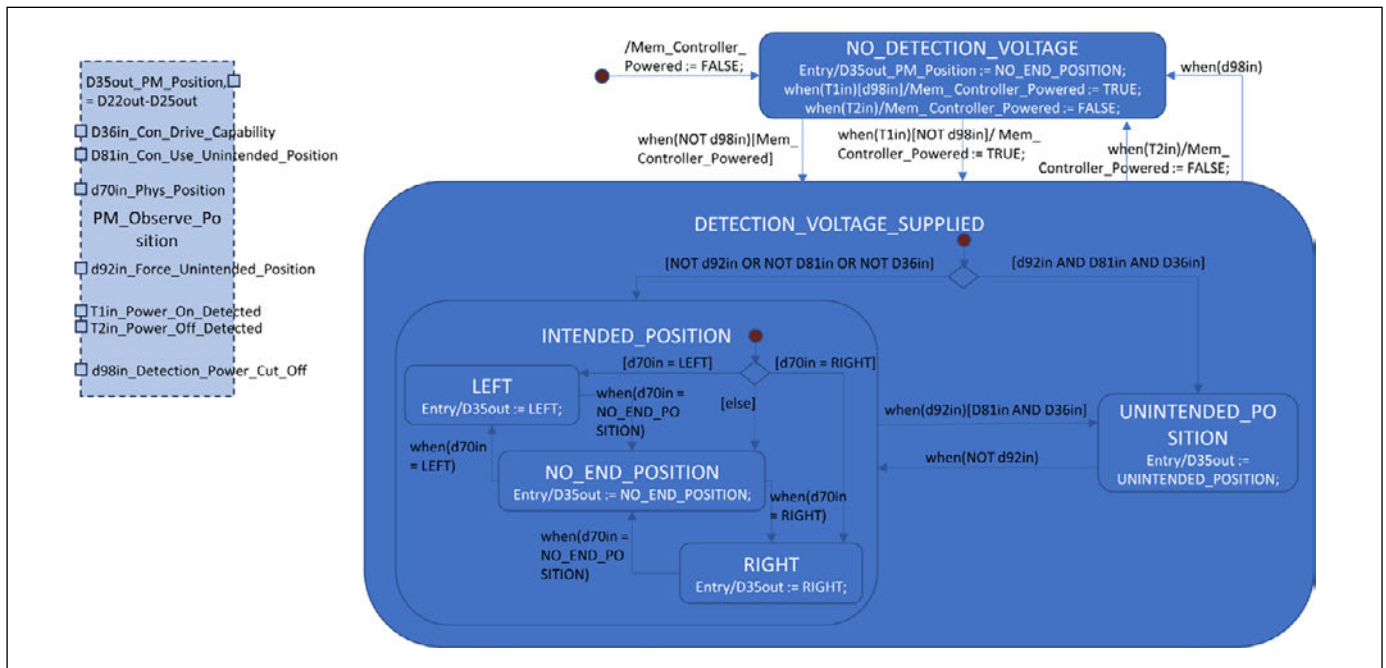 D35out_PM_Position,
= D22out-D25out
D36in_Con_Drive_Capability
D81in_Con_Use_Unintended_Position
d70in_Phys_Position
PM_Observe_Po
sition
d92in_Force_Unintended_Position
T1in_Power_On_Detected
T2in_Power_Off_Detected
d98in_Detection_Power_Cut_Off
/Mem_Controller_
Powered := FALSE;
NO_DETECTION_VOLTAGE
Entry/D35out_PM_Position := NO_END_POSITION;
when(T1in)[d98in]/Mem_Controller_Powered := TRUE;
when(T2in)/Mem_Controller_Powered := FALSE;
when(d98in)
when(NOT d98in)[Mem_
Controller_Powered]
when(T1in)[NOT d98in]/ Mem_
Controller_Powered := TRUE;
when(T2in)/Mem_
Controller_Powered := FALSE;
DETECTION_VOLTAGE_SUPPLIED
[NOT d92in OR NOT D81in OR NOT D36in]
[d92in AND D81in AND D36in]
INTENDED_POSITION
[d70in = LEFT]
[d70in = RIGHT]
LEFT
Entry/D35out := LEFT;
when(d70in =
NO_END_PO
SITION)
[else]
when(d70in
= LEFT)
NO_END_POSITION
Entry/D35out := NO_END_POSITION;
when(d70in
= RIGHT)
when(d70in =
NO_END_PO
SITION)
RIGHT
Entry/D35out := RIGHT;
when(d92in)[D81in AND D36in]
when(NOT d92in)
UNINTENDED_PO
SITION
Entry/D35out :=
UNINTENDED_POSITION;